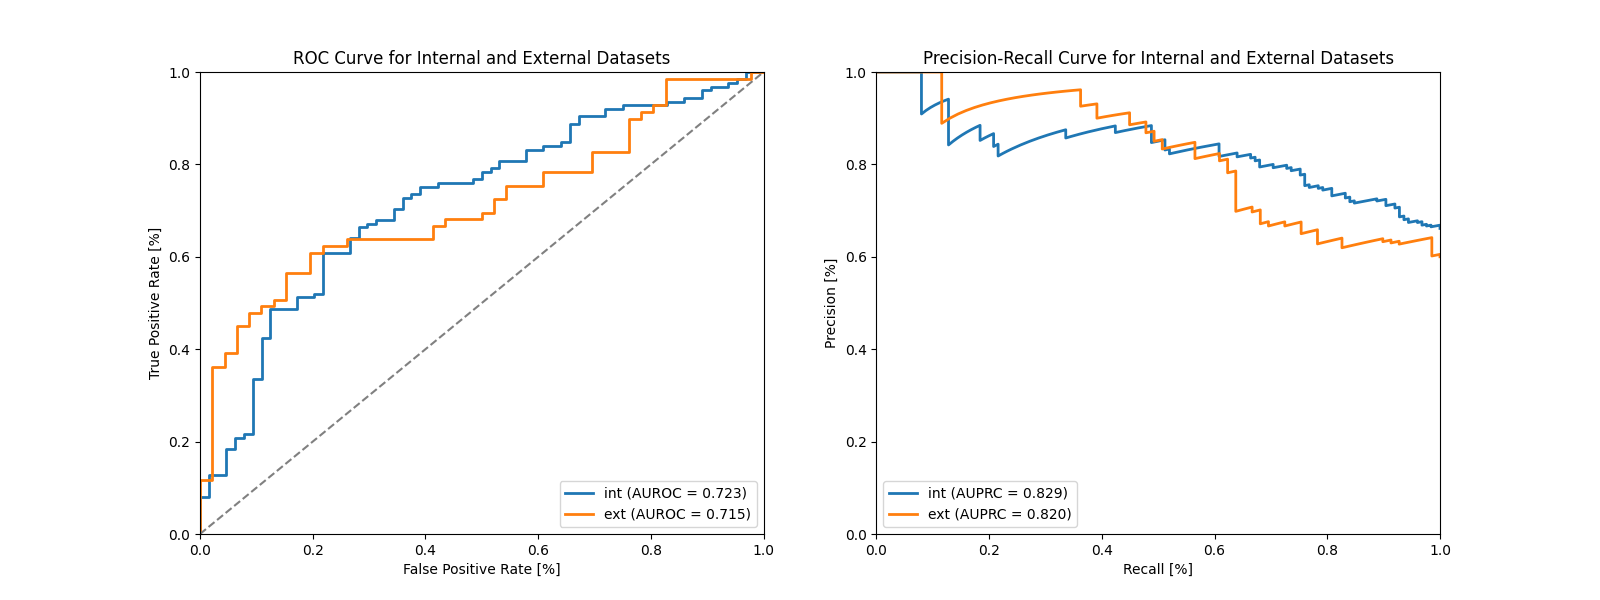 ROC Curve for Internal and External Datasets
1.0
0.8
0.6
0.4
0.2
0.0
True Positive Rate [%]
0.0 0.2 0.4 0.6 0.8 1.0
False Positive Rate [%]
int (AUROC = 0.723)
ext (AUROC = 0.715)
Precision-Recall Curve for Internal and External Datasets
1.0
0.8
0.6
0.4
0.2
0.0
Precision [%]
0.0 0.2 0.4 0.6 0.8 1.0
Recall [%]
int (AUPRC = 0.829)
ext (AUPRC = 0.820)